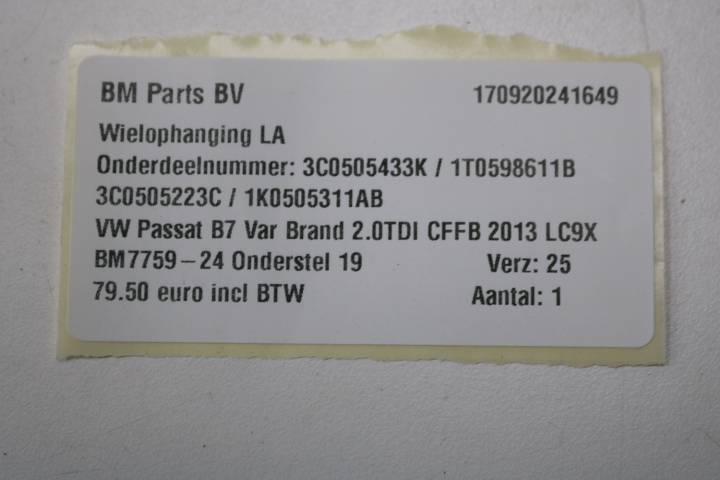 BM Parts BV 170920241649
Wielophanging LA
Onderdeelnummer: 3C0505433K / 1T0598611B
3C0505223C / 1K0505311AB
VW Passat B7 Var Brand 2.0TDI CFFB 2013 LC9X
BM7759-24 Onderstel 19 Verz: 25
79.50 euro incl BTW Aantal: 1